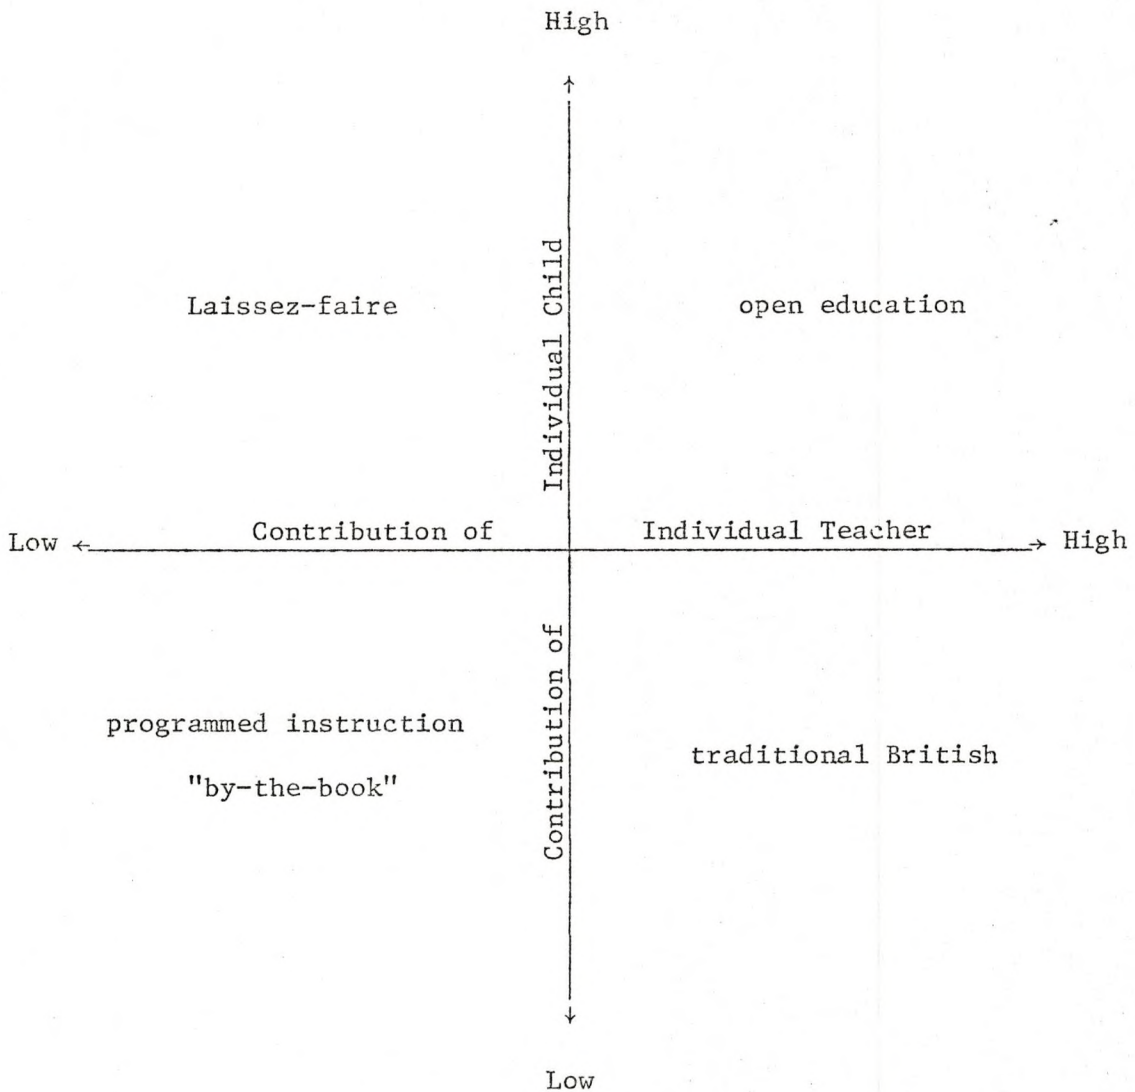 High
Individual Child
Laissez-faire
open education
Low
Contribution of
Individual Teacher
High
Contribution of
programmed instruction
"by-the-book"
traditional British
Low